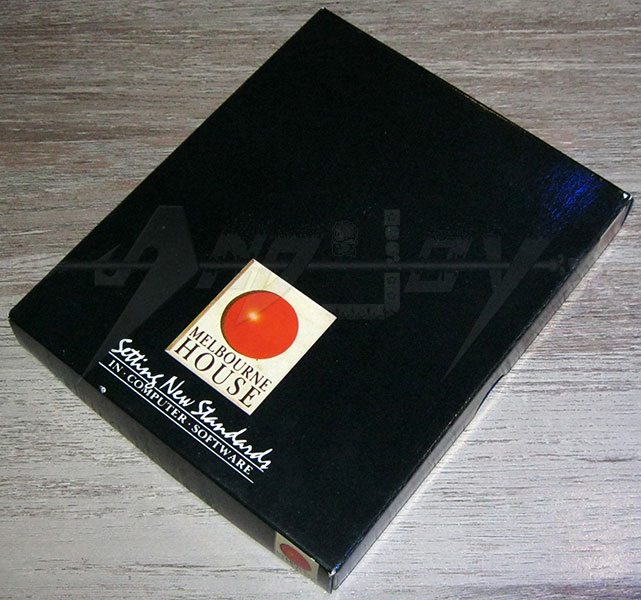 MELBOURNE
HOUSE
Setting New Standards
IN · COMPUTER · SOFTWARE